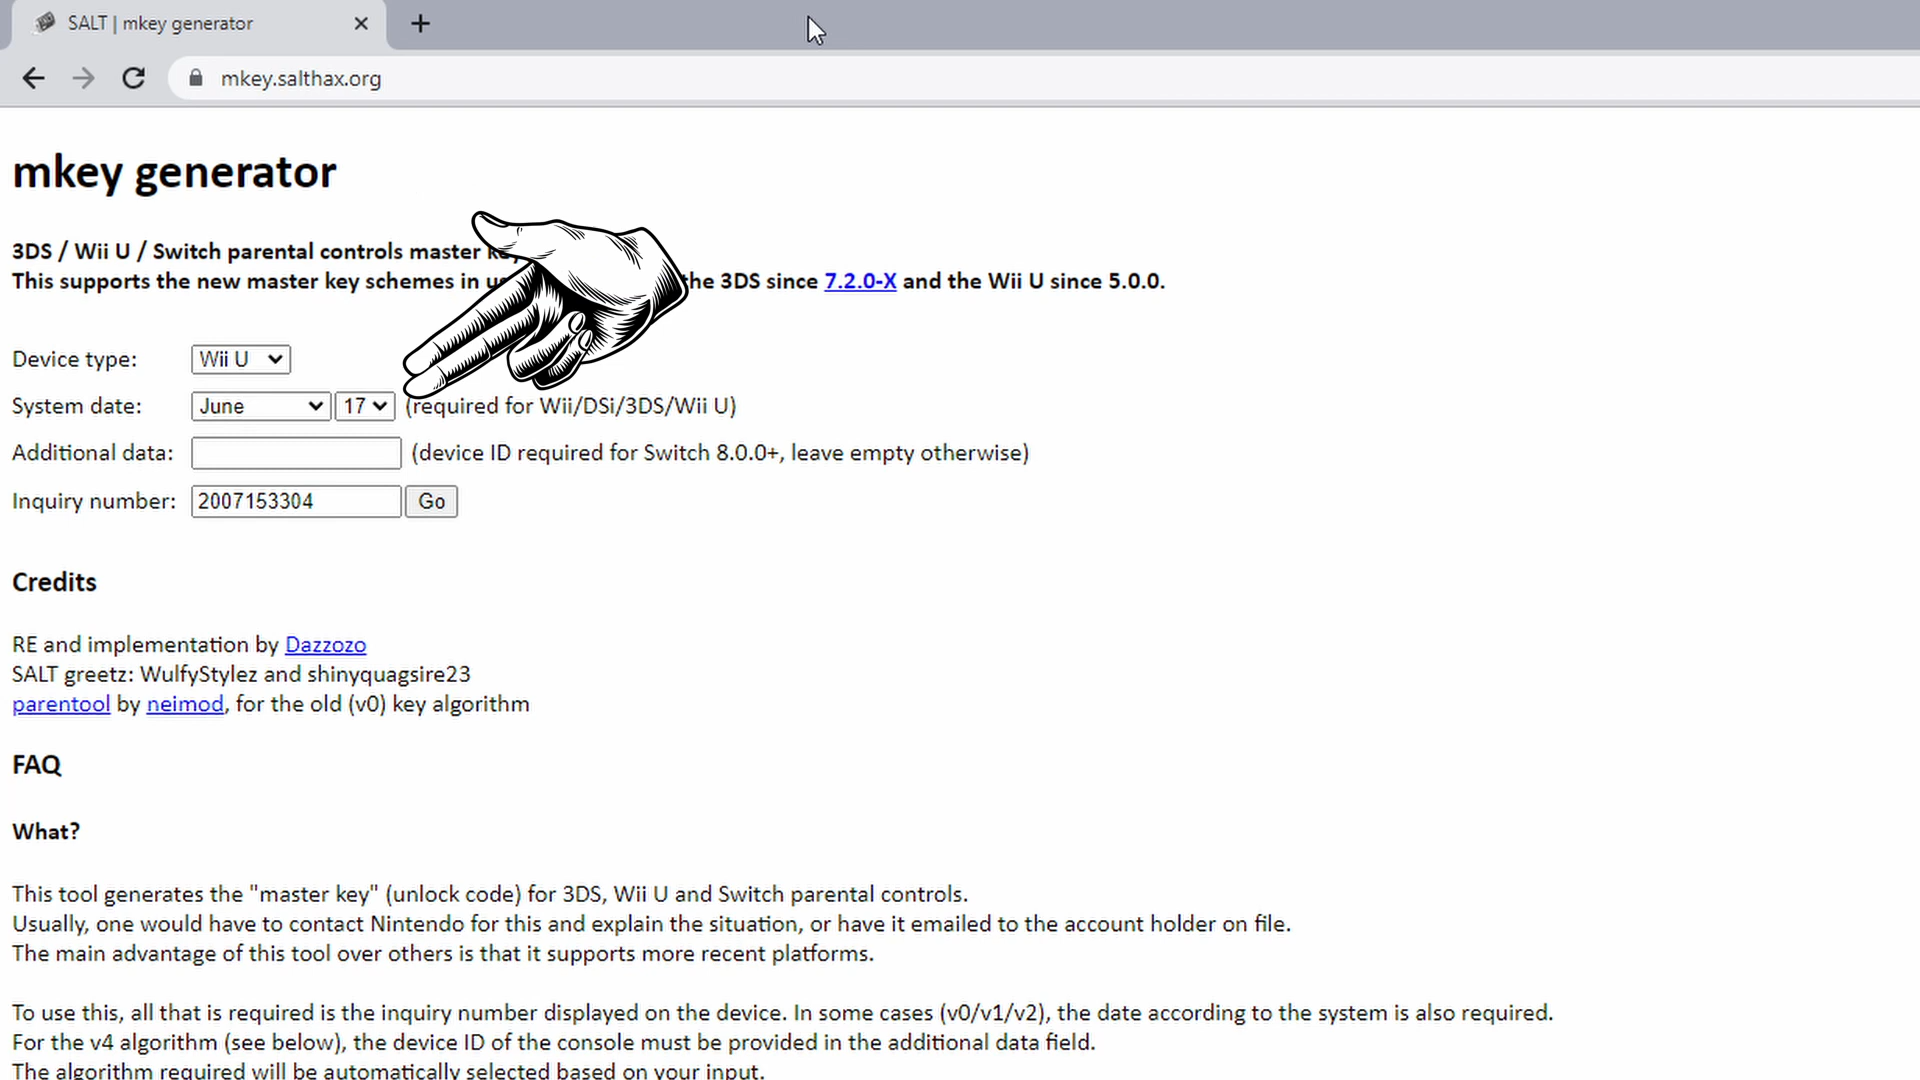 SALT | mkey generator
mkey.salthax.org
mkey generator
3DS / Wii U / Switch parental controls master
This supports the new master key schemes in the 3DS since 7.2.0-X and the Wii U since 5.0.0.
Device type: Wii U
System date: June 17 (required for Wii/DSi/3DS/Wii U)
Additional data: (device ID required for Switch 8.0.0+, leave empty otherwise)
Inquiry number: 2007153304 Go
Credits
RE and implementation by Dazzozo
SALT greetz: WulfyStylez and shinyquagsire23
parentool by neimod, for the old (v0) key algorithm
FAQ
What?
This tool generates the "master key" (unlock code) for 3DS, Wii U and Switch parental controls.
Usually, one would have to contact Nintendo for this and explain the situation, or have it emailed to the account holder on file.
The main advantage of this tool over others is that it supports more recent platforms.
To use this, all that is required is the inquiry number displayed on the device. In some cases (v0/v1/v2), the date according to the system is also required.
For the v4 algorithm (see below), the device ID of the console must be provided in the additional data field.
The algorithm required will be automatically selected based on your input.